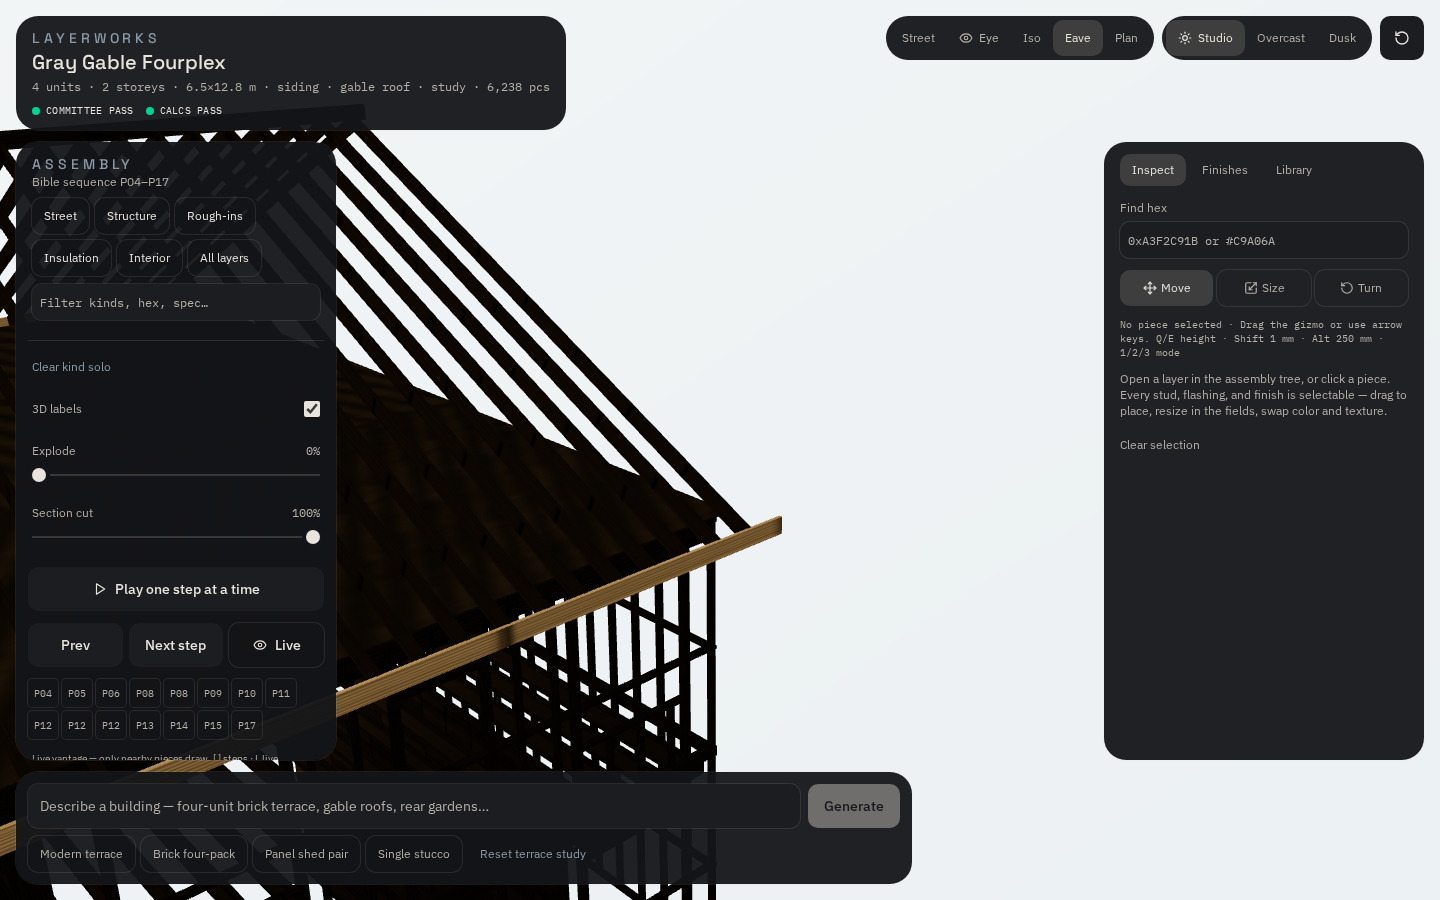 LAYERWORKS
Gray Gable Fourplex
4 units · 2 storeys · 6.5×12.8 m · siding · gable roof · study · 6,238 pcs
COMMITTEE PASS CALCS PASS
Street Eye Iso Eave Plan
Studio Overcast Dusk
ASSEMBLY
Bible sequence P04–P17
Street Structure Rough-ins
Insulation Interior All layers
Filter kinds, hex, spec…
Clear kind solo
3D labels
Explode 0%
Section cut 100%
Play one step at a time
Prev Next step Live
P04 P05 P06 P08 P08 P09 P10 P11
P12 P12 P12 P13 P14 P15 P17
Live vantage — only nearby pieces draw. [ ] steps · L live
Describe a building — four-unit brick terrace, gable roofs, rear gardens…
Generate
Modern terrace Brick four-pack Panel shed pair Single stucco Reset terrace study
Inspect Finishes Library
Find hex
0xA3F2C91B or #C9A06A
Move Size Turn
No piece selected · Drag the gizmo or use arrow
keys. Q/E height · Shift 1 mm · Alt 250 mm ·
1/2/3 mode
Open a layer in the assembly tree, or click a piece.
Every stud, flashing, and finish is selectable — drag to
place, resize in the fields, swap color and texture.
Clear selection